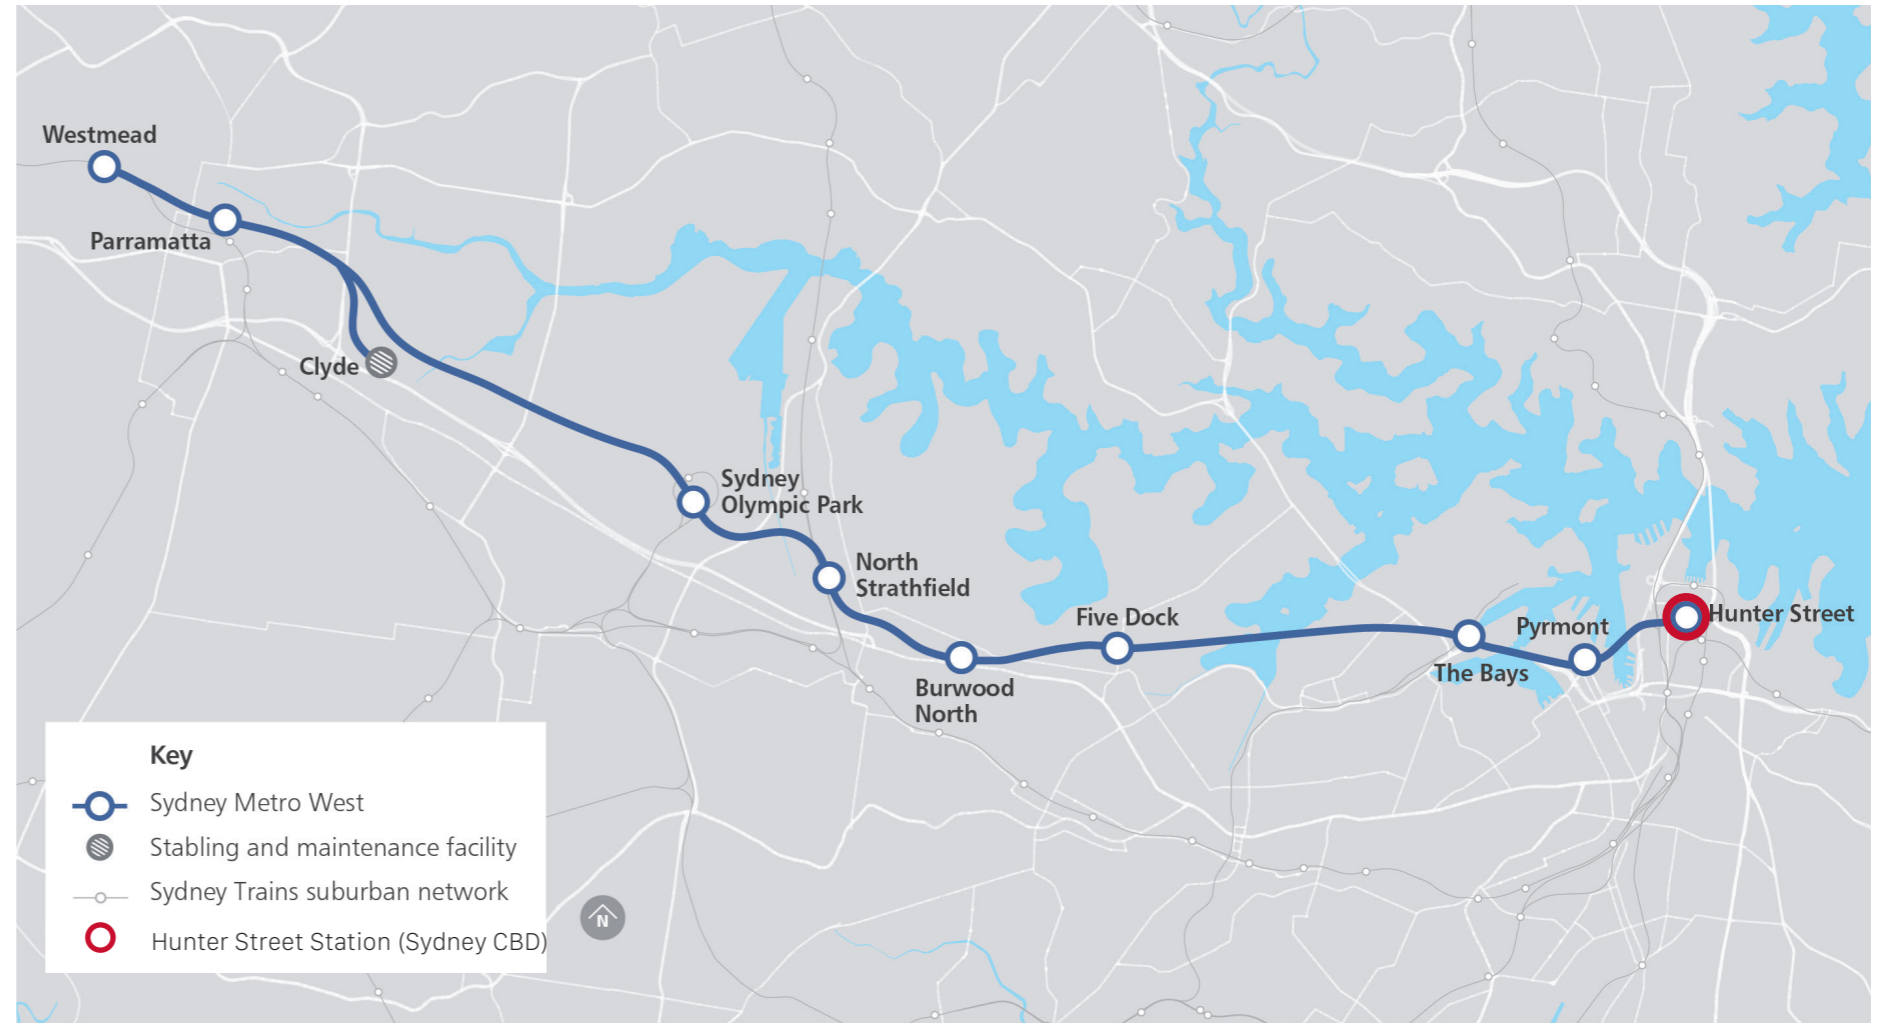 Westmead
Parramatta
Clyde
Sydney
Olympic Park
North
Strathfield
Burwood
North
Five Dock
The Bays
Pyrmont
Hunter Street
Key
Sydney Metro West
Stabling and maintenance facility
Sydney Trains suburban network
Hunter Street Station (Sydney CBD)
N